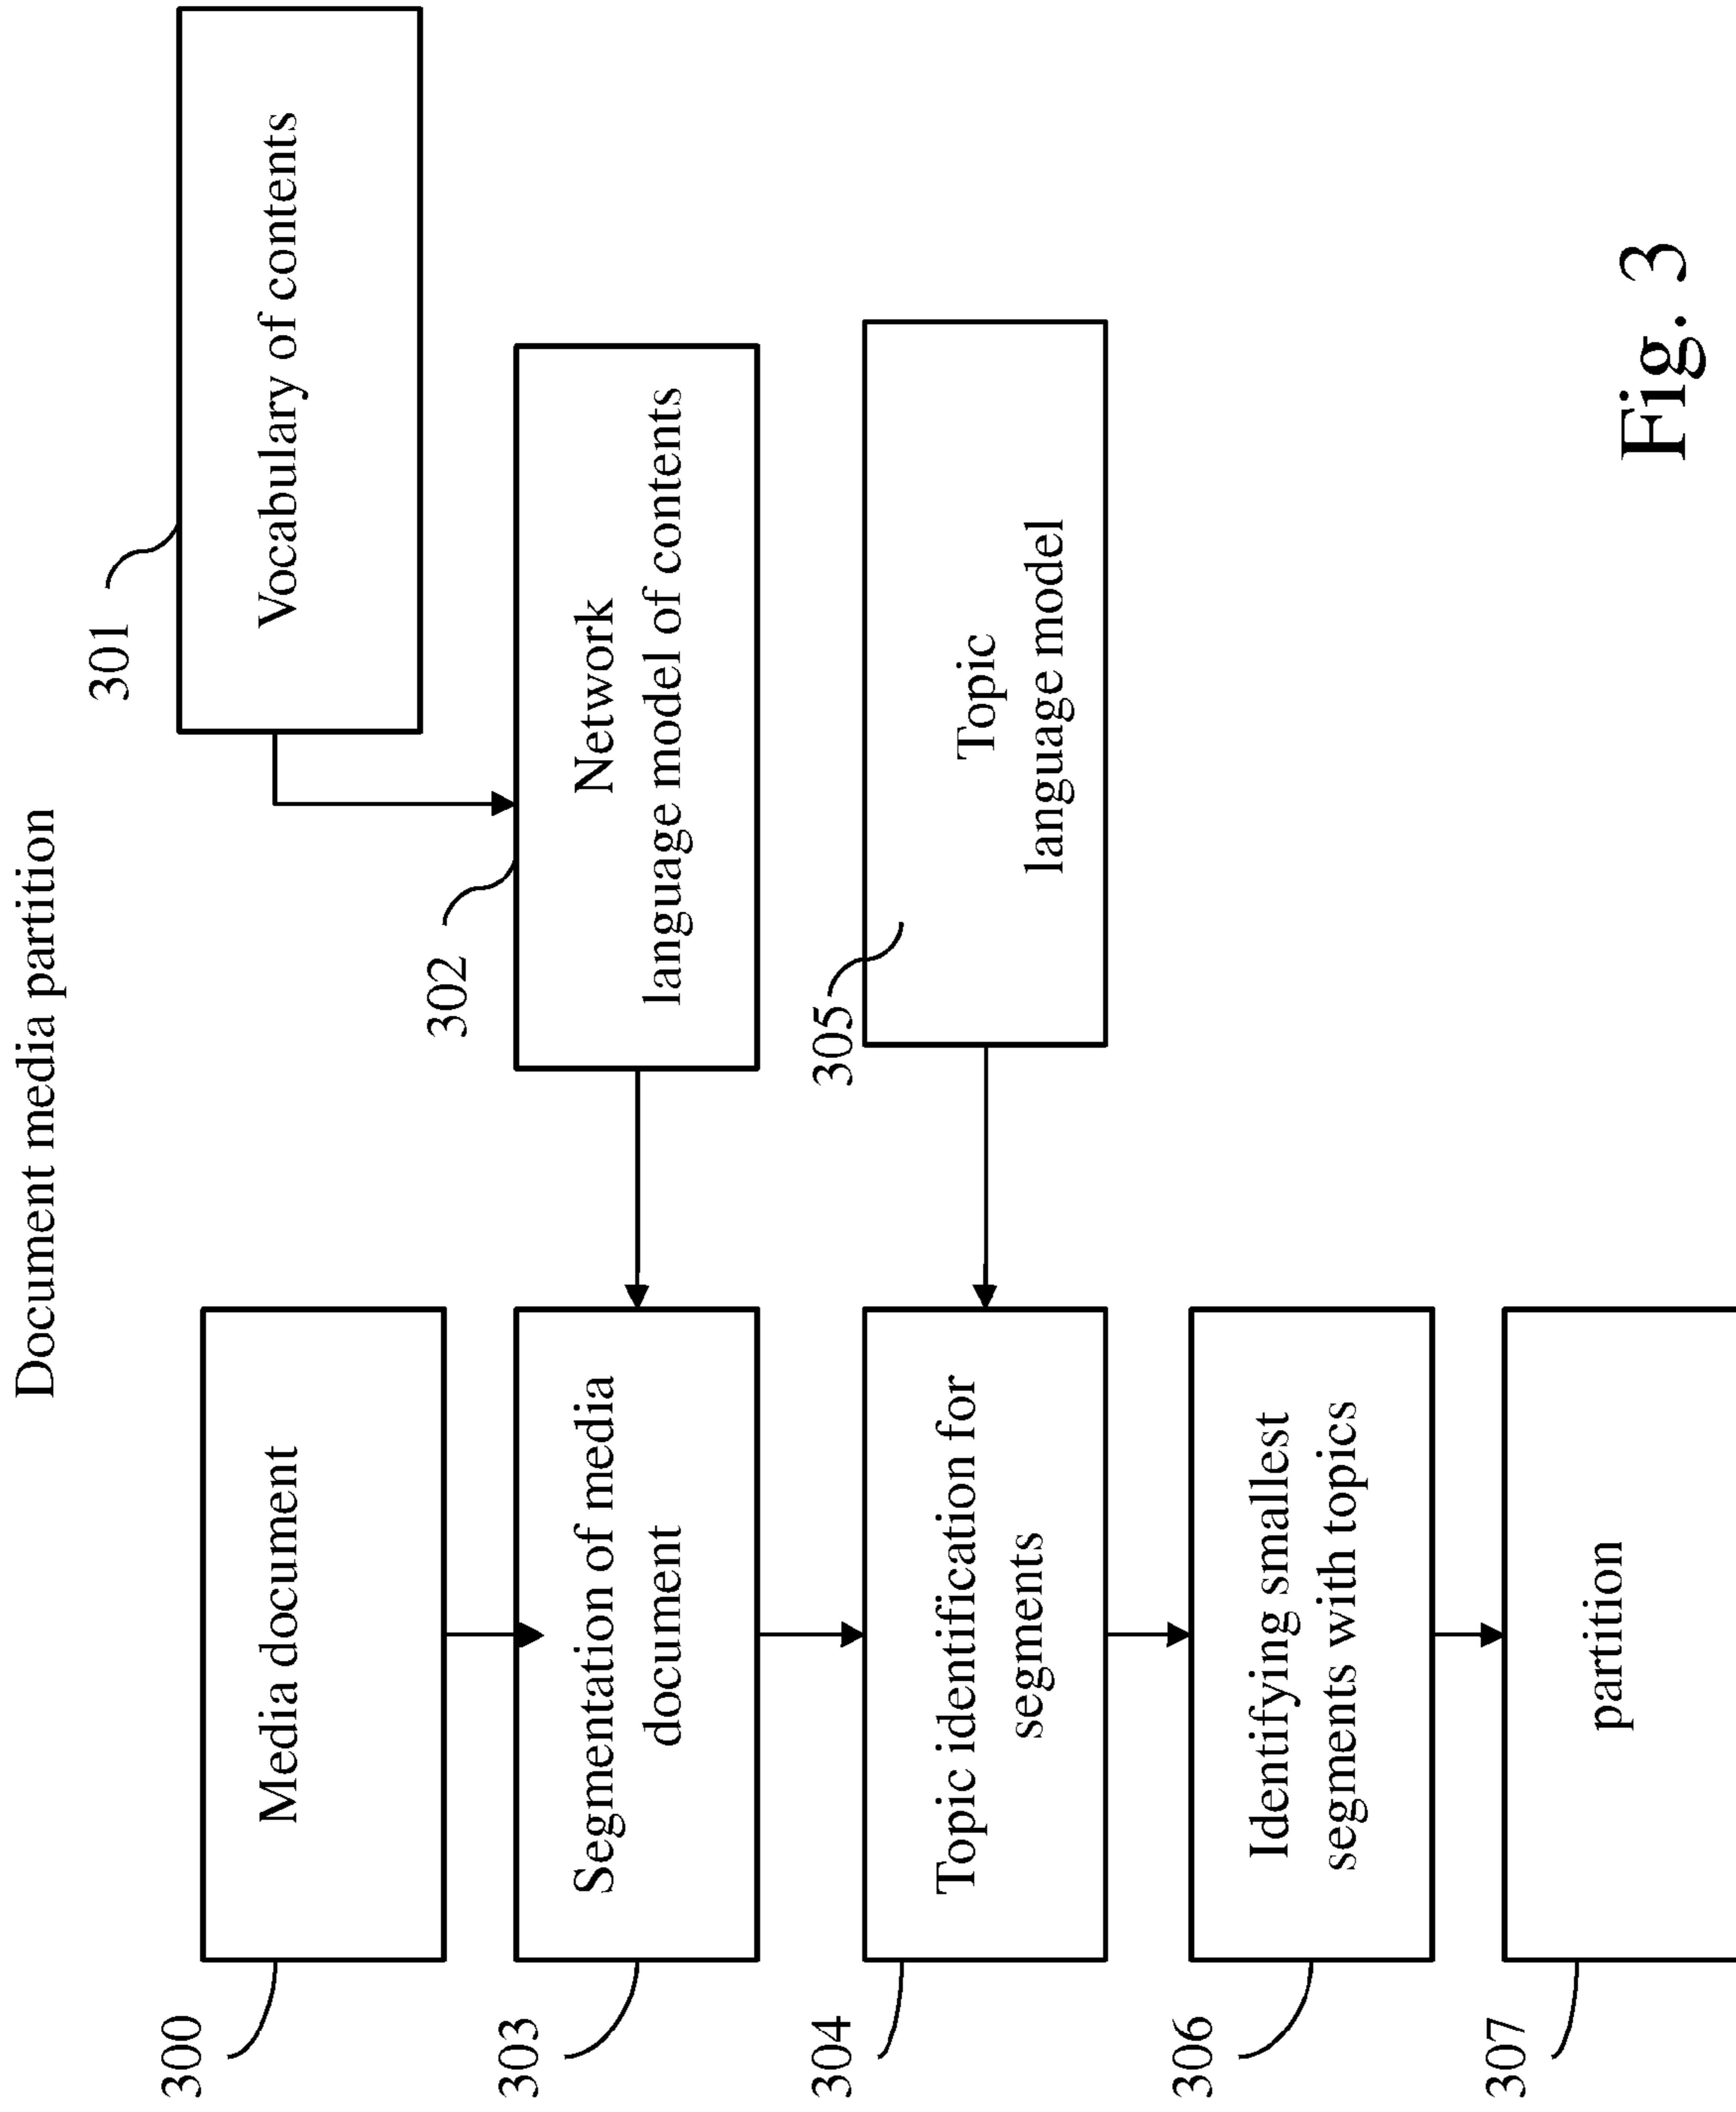 Document media partition
301
Vocabulary of contents
300
Media document
302
Network
language model of contents
303
Segmentation of media
document
305
Topic
language model
304
Topic identification for
segments
306
Identifying smallest
segments with topics
307
partition
Fig. 3